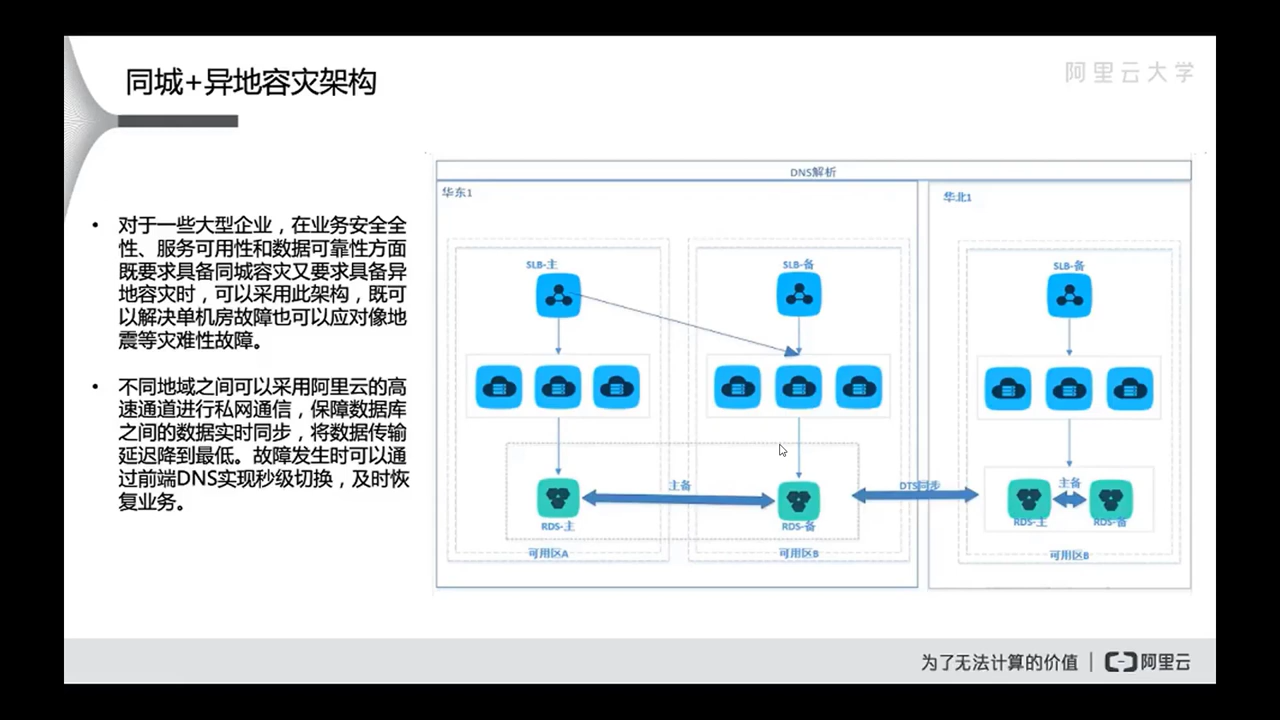 同城+异地容灾架构
阿里云大学
• 对于一些大型企业，在业务安全全
性、服务可用性和数据可靠性方面
既要求具备同城容灾又要求具备异
地容灾时，可以采用此架构，既可
以解决单机房故障也可以应对像地
震等灾难性故障。
• 不同地域之间可以采用阿里云的高
速通道进行私网通信，保障数据库
之间的数据实时同步，将数据传输
延迟降到最低。故障发生时可以通
过前端DNS实现秒级切换，及时恢
复业务。
DNS解析
华东1
华北1
SLB-主
SLB-备
SLB-备
主备
DTS同步
主备
RDS-主
RDS-备
RDS-主
RDS-备
可用区A
可用区B
可用区B
为了无法计算的价值 | 阿里云